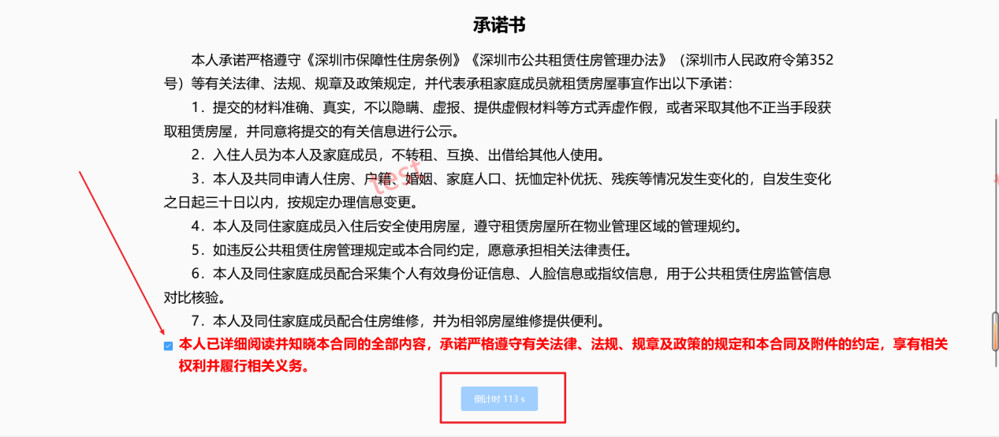 承诺书
本人承诺严格遵守《深圳市保障性住房条例》《深圳市公共租赁住房管理办法》（深圳市人民政府令第352
号）等有关法律、法规、规章及政策规定，并代表承租家庭成员就租赁房屋事宜作出以下承诺：
1．提交的材料准确、真实，不以隐瞒、虚报、提供虚假材料等方式弄虚作假，或者采取其他不正当手段获
取租赁房屋，并同意将提交的有关信息进行公示。
2．入住人员为本人及家庭成员，不转租、互换、出借给其他人使用。
3．本人及共同申请人住房、户籍、婚姻、家庭人口、抚恤定补优抚、残疾等情况发生变化的，自发生变化
之日起三十日以内，按规定办理信息变更。
test
4．本人及同住家庭成员入住后安全使用房屋，遵守租赁房屋所在物业管理区域的管理规约。
5．如违反公共租赁住房管理规定或本合同约定，愿意承担相关法律责任。
6．本人及同住家庭成员配合采集个人有效身份证信息、人脸信息或指纹信息，用于公共租赁住房监管信息
对比核验。
7．本人及同住家庭成员配合住房维修，并为相邻房屋维修提供便利。
本人已详细阅读并知晓本合同的全部内容，承诺严格遵守有关法律、法规、规章及政策的规定和本合同及附件的约定，享有相关
权利并履行相关义务。
倒计时 113 s